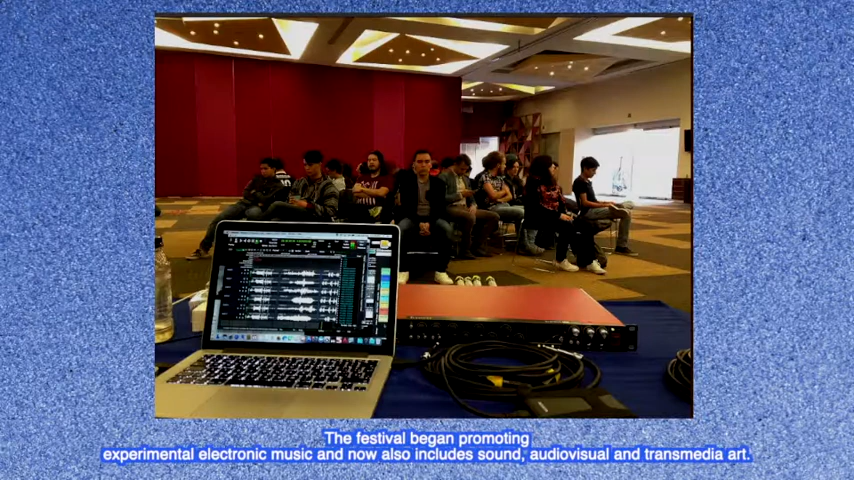 The festival began promoting
experimental electronic music and now also includes sound, audiovisual and transmedia art.